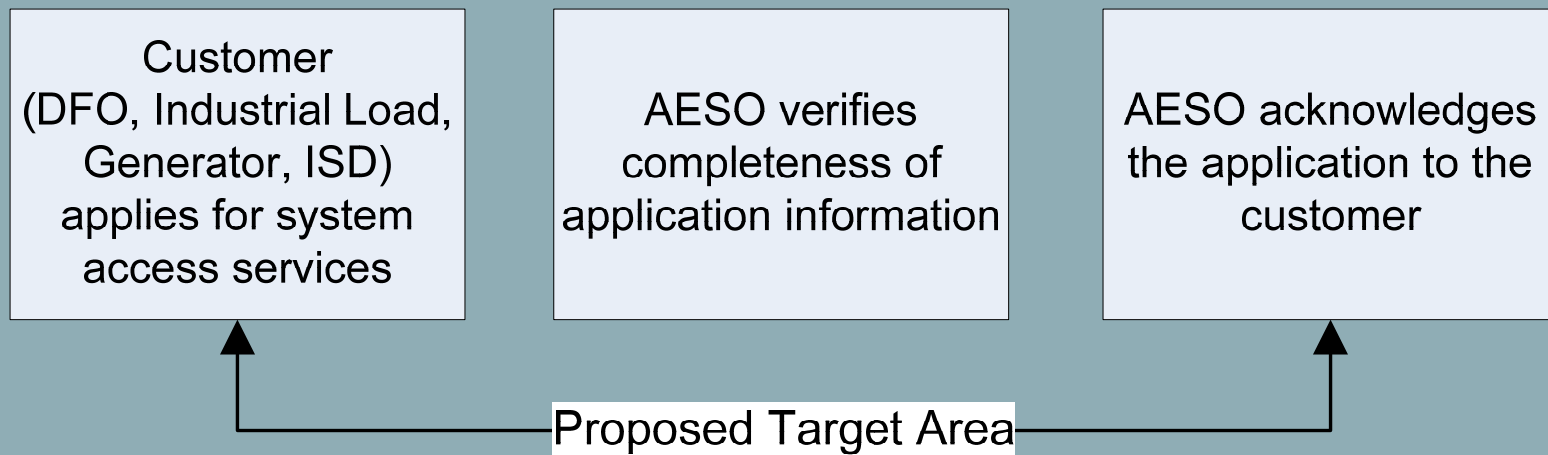 Customer
(DFO, Industrial Load,
Generator, ISD)
applies for system
access services
AESO verifies
completeness of
application information
AESO acknowledges
the application to the
customer
Proposed Target Area